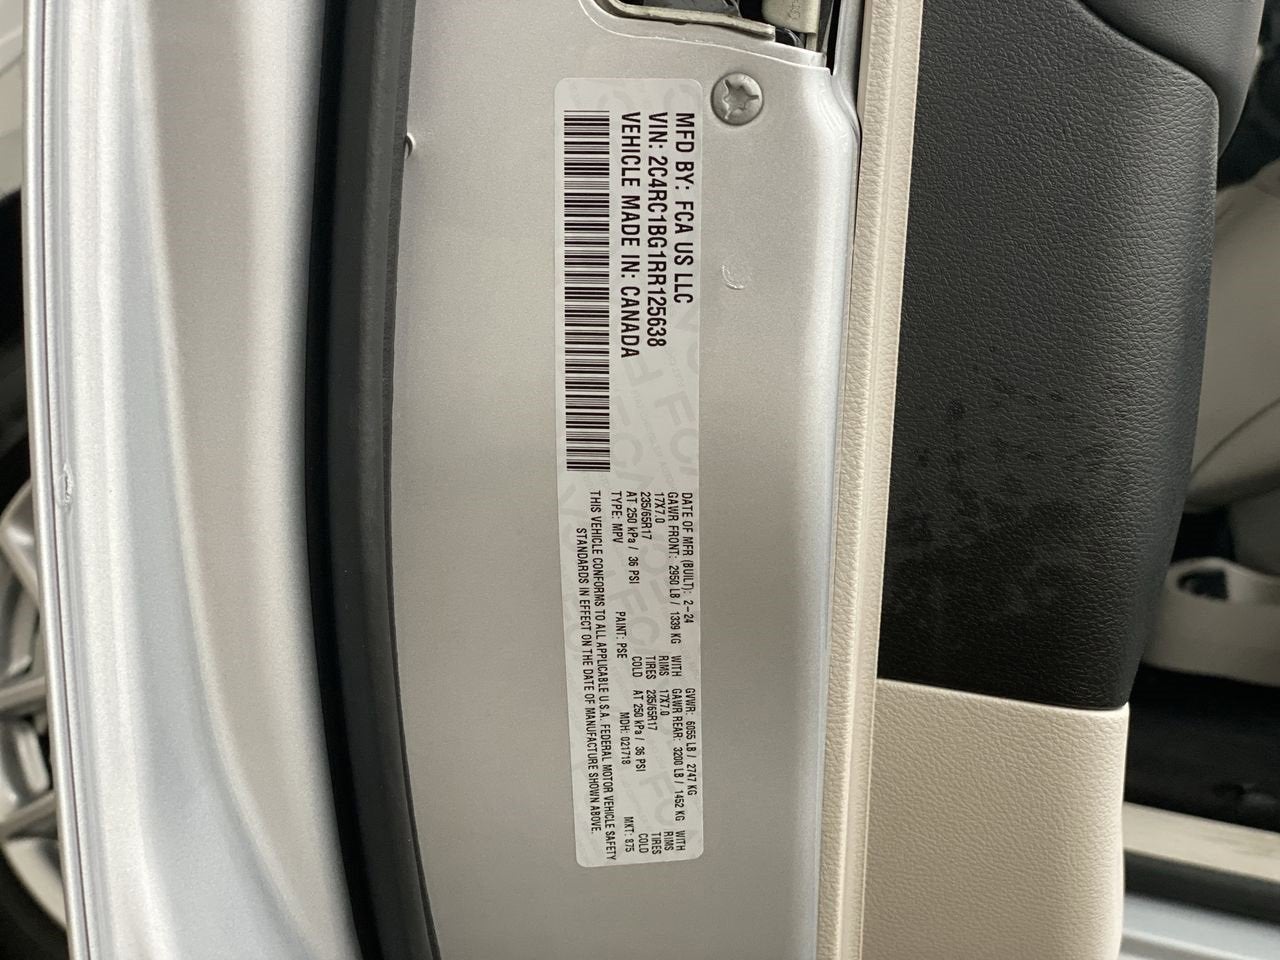 MFD BY: FCA US LLC
VIN: 2C4RC1BG1RR125638
VEHICLE MADE IN: CANADA
DATE OF MFR (BUILT): 2-24 GVWR: 6055 LB / 2747 KG
GAWR FRONT: 2950 LB / 1339 KG WITH GAWR REAR: 3200 LB / 1452 KG WITH
17X7.0 RIMS 17X7.0 RIMS
235/65R17 TIRES 235/65R17 TIRES
AT 250 kPa / 36 PSI COLD AT 250 kPa / 36 PSI COLD
TYPE: MPV PAINT: PSE MDH: 021718 MKT: 875
THIS VEHICLE CONFORMS TO ALL APPLICABLE U.S.A. FEDERAL MOTOR VEHICLE SAFETY
STANDARDS IN EFFECT ON THE DATE OF MANUFACTURE SHOWN ABOVE.